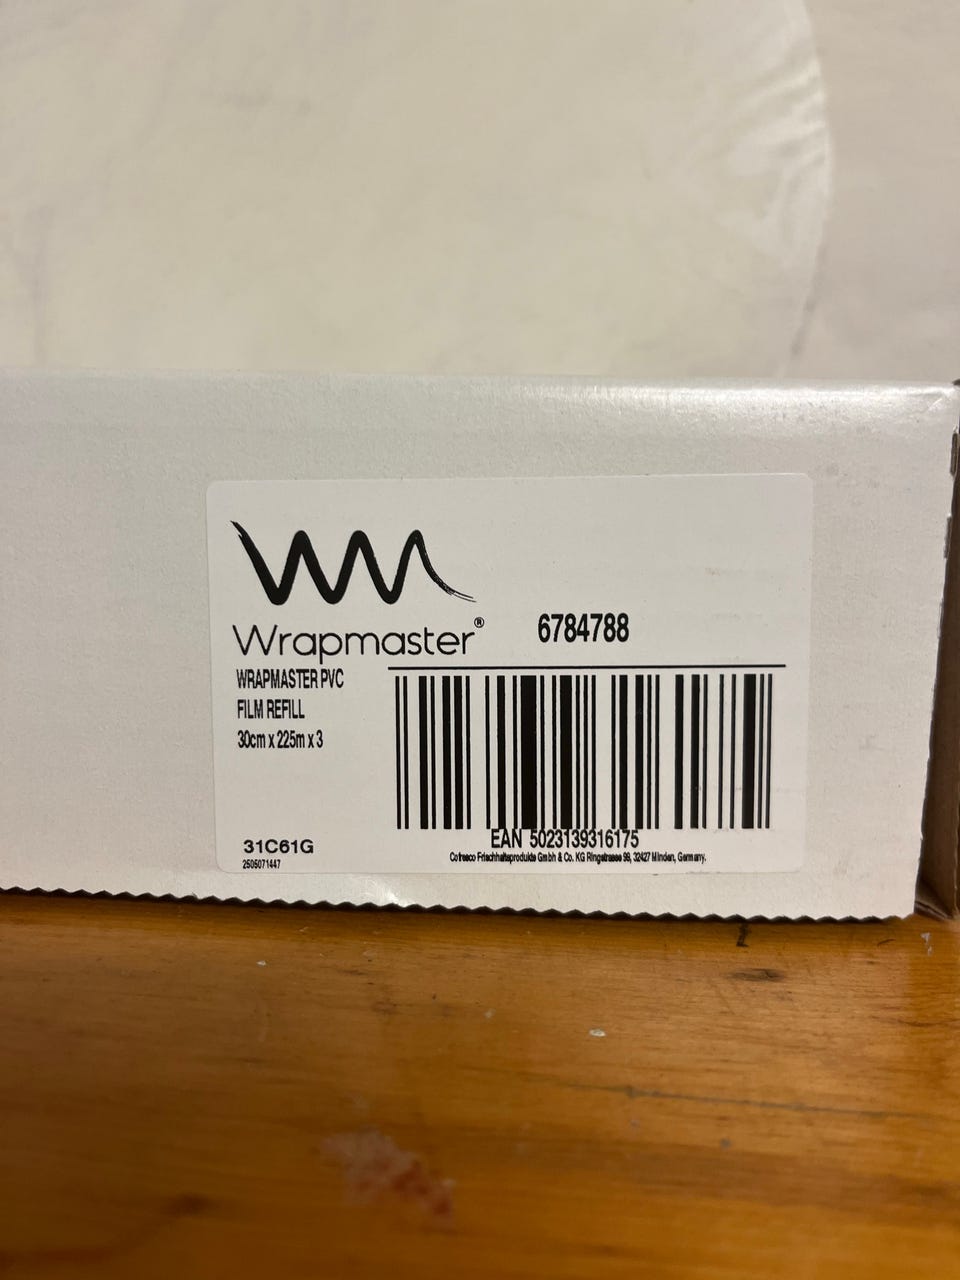 WM
Wrapmaster®
6784788
WRAPMASTER PVC
FILM REFILL
30cm x 225m x 3
31C61G
2505071447
EAN 5023139316175
Cofresco Frischhalteprodukte Gmbh & Co. KG Ringstrasse 99, 32427 Minden, Germany.